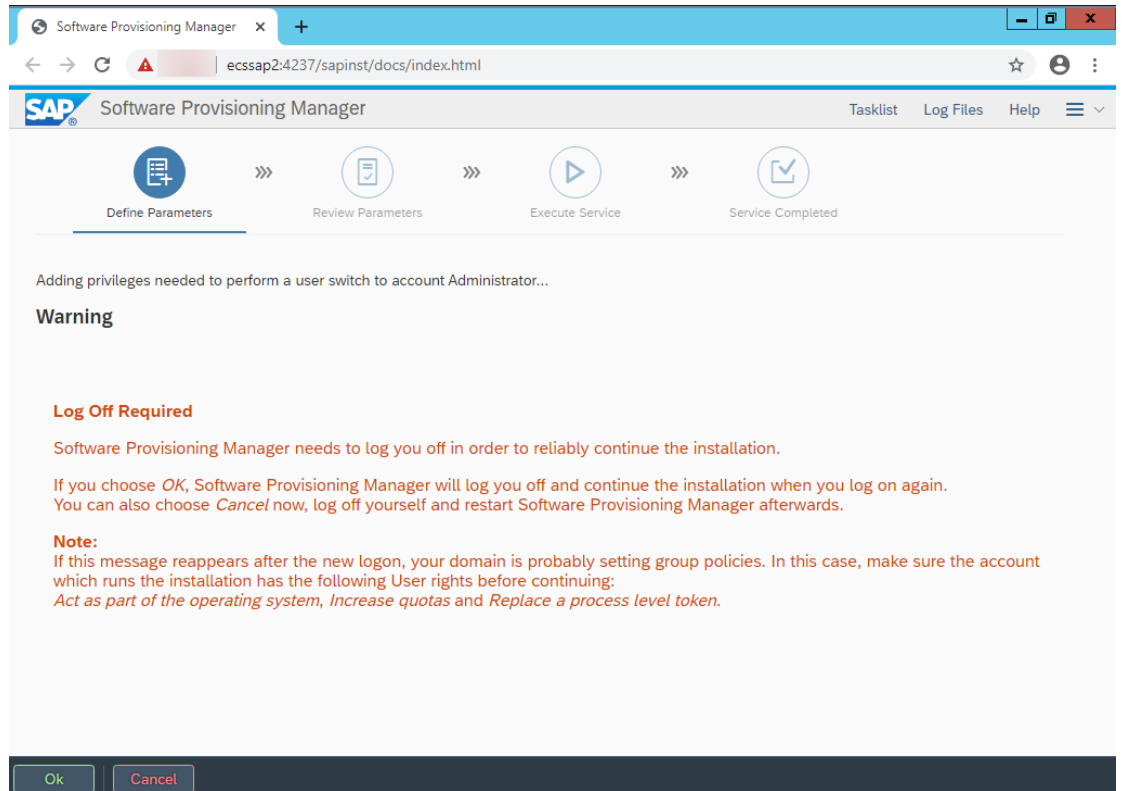 Software Provisioning Manager
ecssap2:4237/sapinst/docs/index.html
SAP® Software Provisioning Manager Tasklist Log Files Help
Define Parameters Review Parameters Execute Service Service Completed
Adding privileges needed to perform a user switch to account Administrator...
Warning
Log Off Required
Software Provisioning Manager needs to log you off in order to reliably continue the installation.
If you choose OK, Software Provisioning Manager will log you off and continue the installation when you log on again.
You can also choose Cancel now, log off yourself and restart Software Provisioning Manager afterwards.
Note:
If this message reappears after the new logon, your domain is probably setting group policies. In this case, make sure the account
which runs the installation has the following User rights before continuing:
Act as part of the operating system, Increase quotas and Replace a process level token.
Ok Cancel